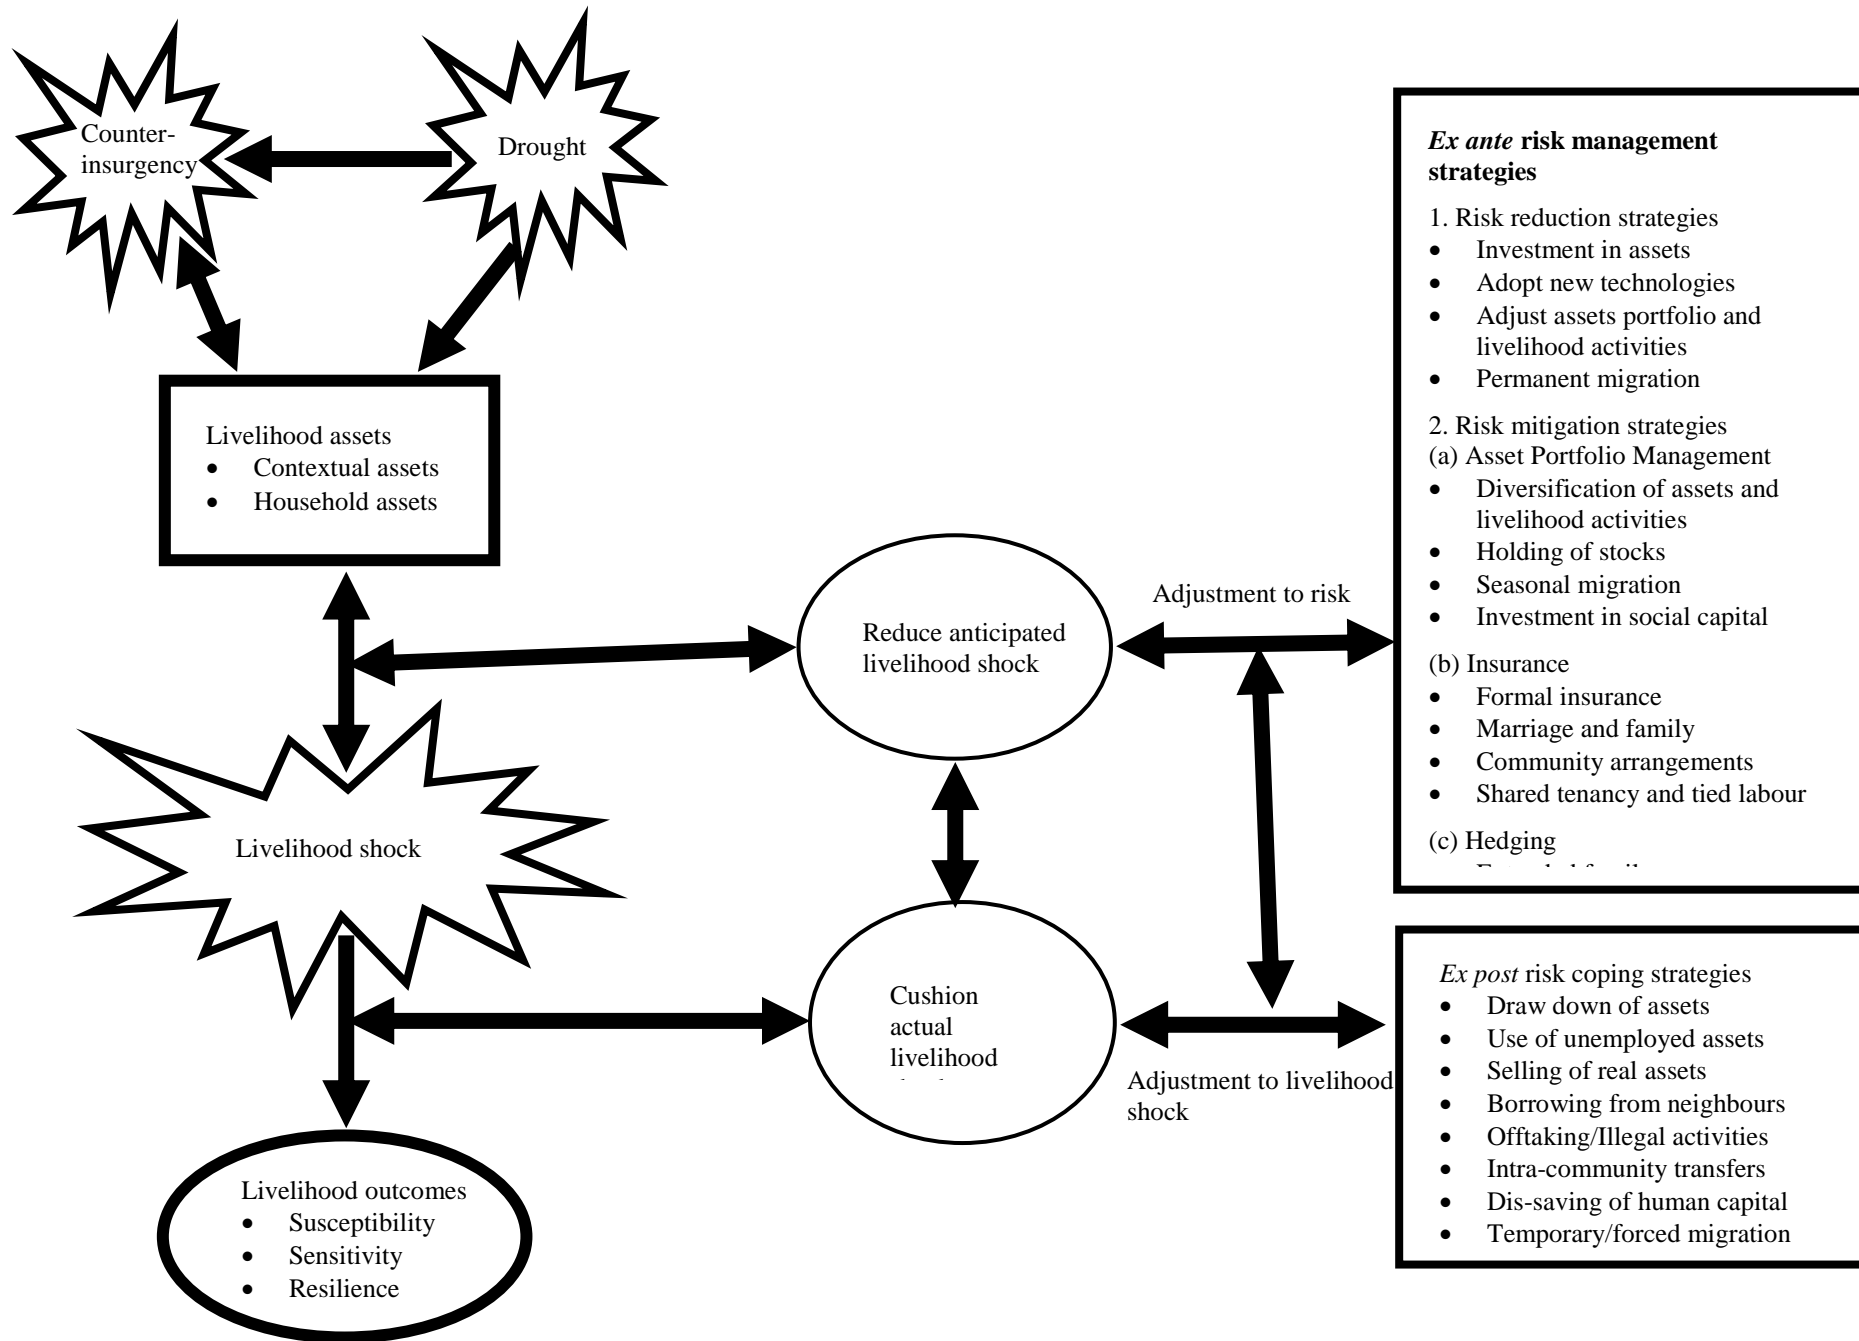 Counter-
insurgency
Drought
Livelihood assets
• Contextual assets
• Household assets
Livelihood shock
Livelihood outcomes
• Susceptibility
• Sensitivity
• Resilience
Reduce anticipated
livelihood shock
Cushion
actual
livelihood
Adjustment to risk
Adjustment to livelihood
shock
Ex ante risk management
strategies
1. Risk reduction strategies
• Investment in assets
• Adopt new technologies
• Adjust assets portfolio and
livelihood activities
• Permanent migration
2. Risk mitigation strategies
(a) Asset Portfolio Management
• Diversification of assets and
livelihood activities
• Holding of stocks
• Seasonal migration
• Investment in social capital
(b) Insurance
• Formal insurance
• Marriage and family
• Community arrangements
• Shared tenancy and tied labour
(c) Hedging
Ex post risk coping strategies
• Draw down of assets
• Use of unemployed assets
• Selling of real assets
• Borrowing from neighbours
• Offtaking/Illegal activities
• Intra-community transfers
• Dis-saving of human capital
• Temporary/forced migration